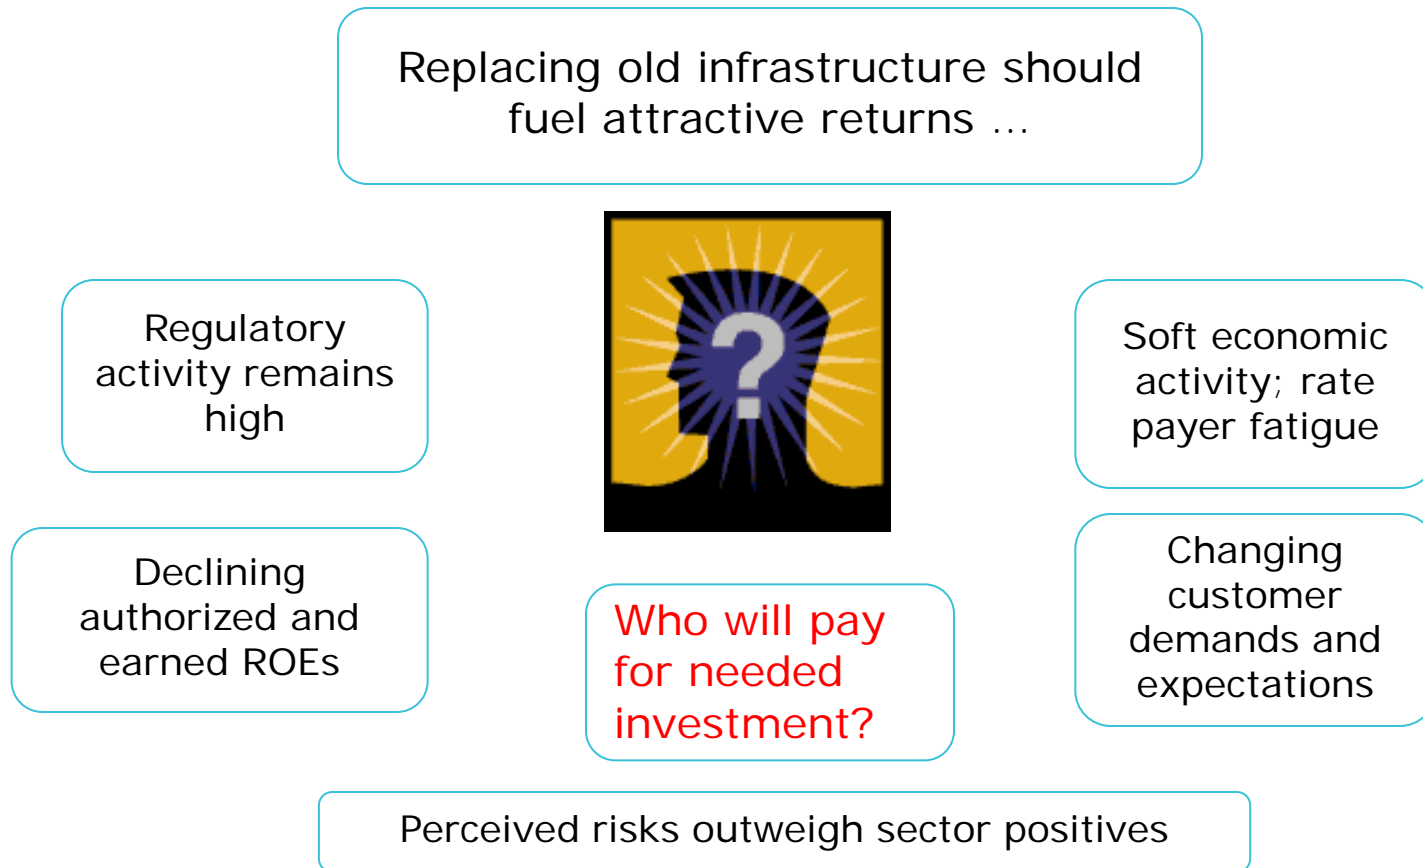 Replacing old infrastructure should
fuel attractive returns ...
?
Regulatory
activity remains
high
Soft economic
activity; rate
payer fatigue
Declining
authorized and
earned ROEs
Who will pay
for needed
investment?
Changing
customer
demands and
expectations
Perceived risks outweigh sector positives